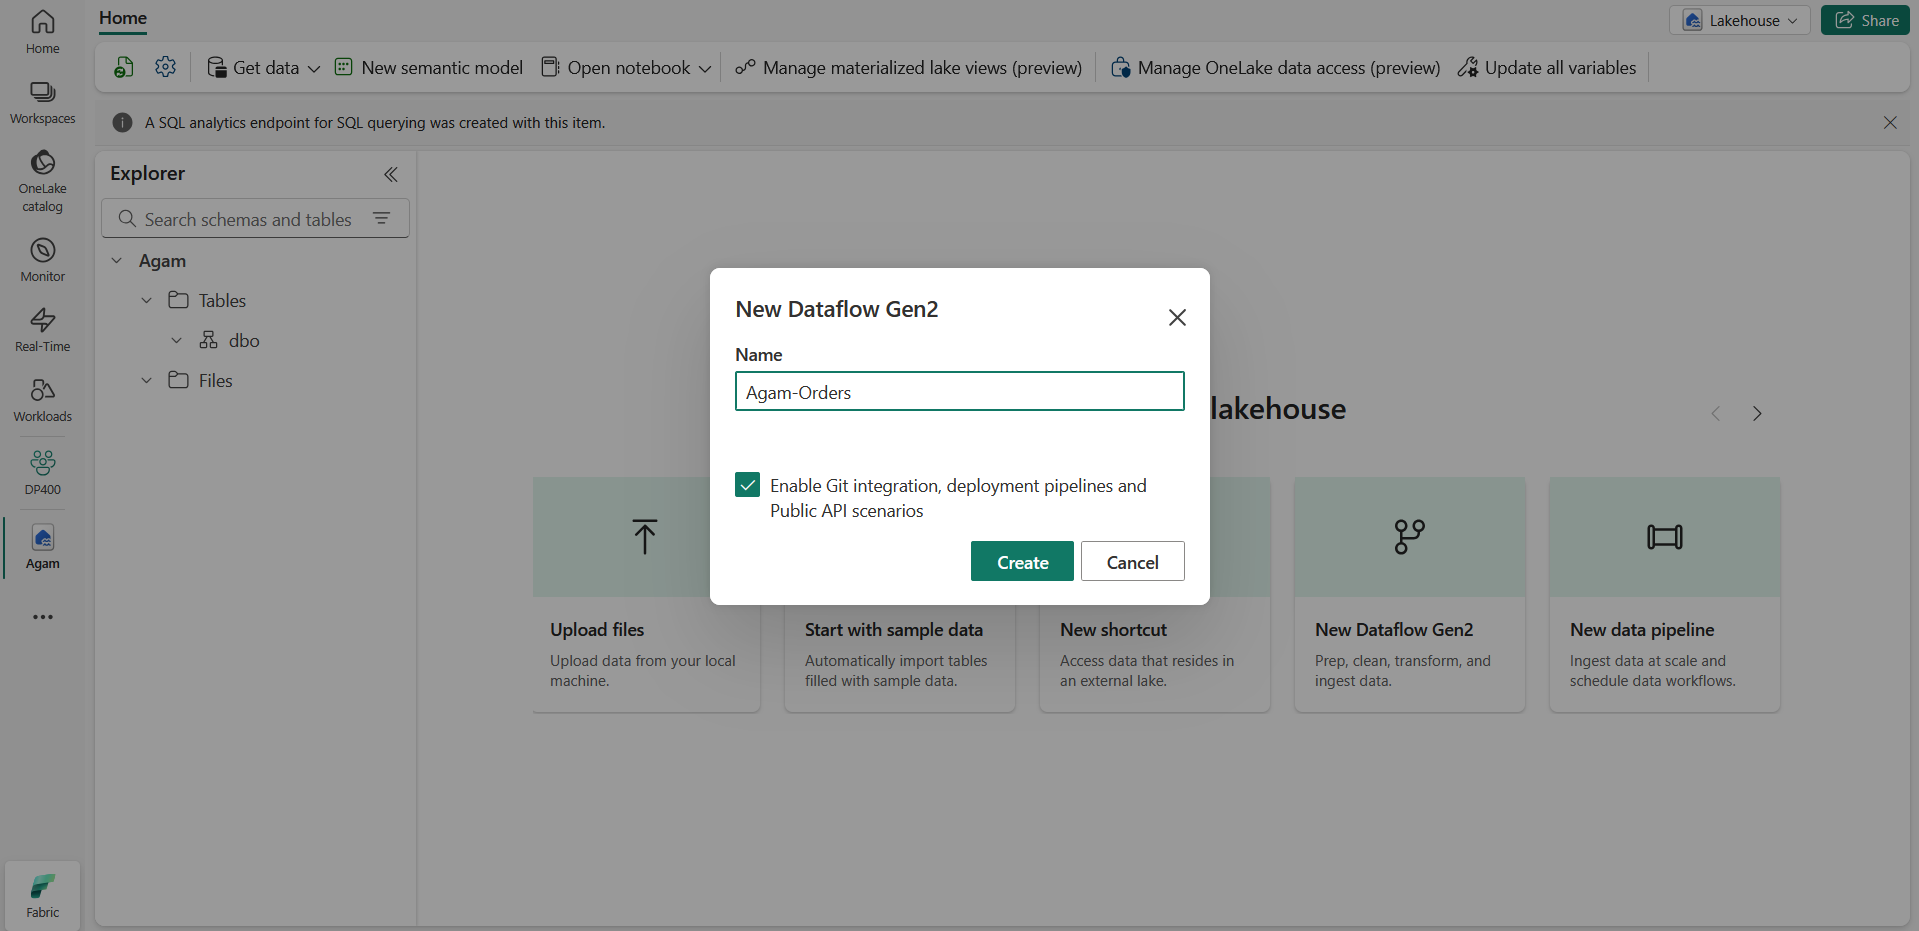 Home
Workspaces
OneLake
catalog
Monitor
Real-Time
Workloads
DP400
Agam
Fabric
Home
Lakehouse
Share
Get data
New semantic model
Open notebook
Manage materialized lake views (preview)
Manage OneLake data access (preview)
Update all variables
A SQL analytics endpoint for SQL querying was created with this item.
Explorer
Search schemas and tables
Agam
Tables
dbo
Files
New Dataflow Gen2
Name
Agam-Orders
Enable Git integration, deployment pipelines and
Public API scenarios
Create
Cancel
lakehouse
Upload files
Upload data from your local
machine.
Start with sample data
Automatically import tables
filled with sample data.
New shortcut
Access data that resides in
an external lake.
New Dataflow Gen2
Prep, clean, transform, and
ingest data.
New data pipeline
Ingest data at scale and
schedule data workflows.